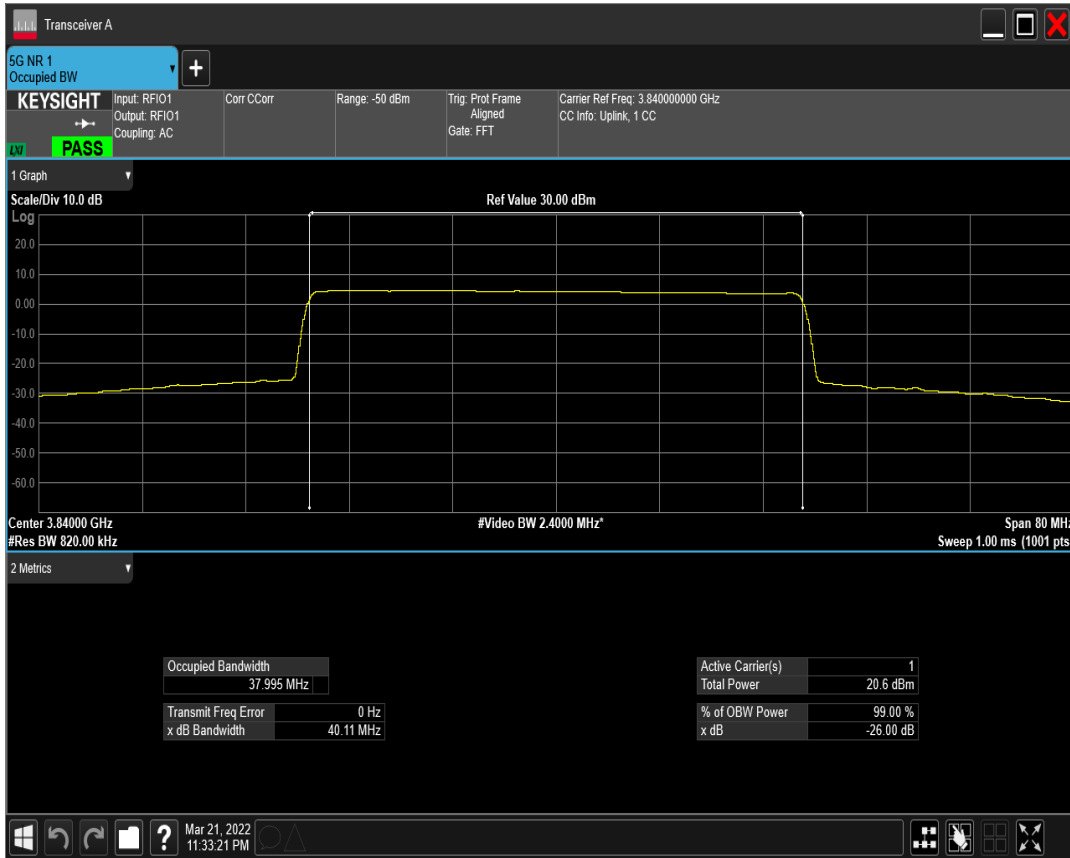 Transceiver A
5G NR 1
Occupied BW
KEYSIGHT
LXI
PASS
Input: RFIO1
Output: RFIO1
Coupling: AC
Corr CCorr
Range: -50 dBm
Trig: Prot Frame
Aligned
Gate: FFT
Carrier Ref Freq: 3.840000000 GHz
CC Info: Uplink, 1 CC
1 Graph
Scale/Div 10.0 dB
Ref Value 30.00 dBm
Log
20.0
10.0
0.00
-10.0
-20.0
-30.0
-40.0
-50.0
-60.0
Center 3.84000 GHz
#Video BW 2.4000 MHz*
Span 80 MHz
#Res BW 820.00 kHz
Sweep 1.00 ms (1001 pts
2 Metrics
Occupied Bandwidth
37.995 MHz
Transmit Freq Error 0 Hz
x dB Bandwidth 40.11 MHz
Active Carrier(s) 1
Total Power 20.6 dBm
% of OBW Power 99.00 %
x dB -26.00 dB
?
Mar 21, 2022
11:33:21 PM